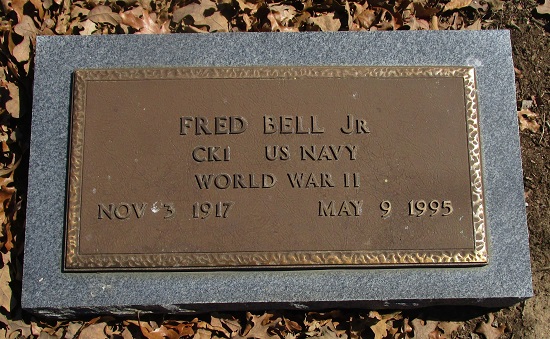 FRED BELL JR
CK1 US NAVY
WORLD WAR II
NOV 3 1917 MAY 9 1995